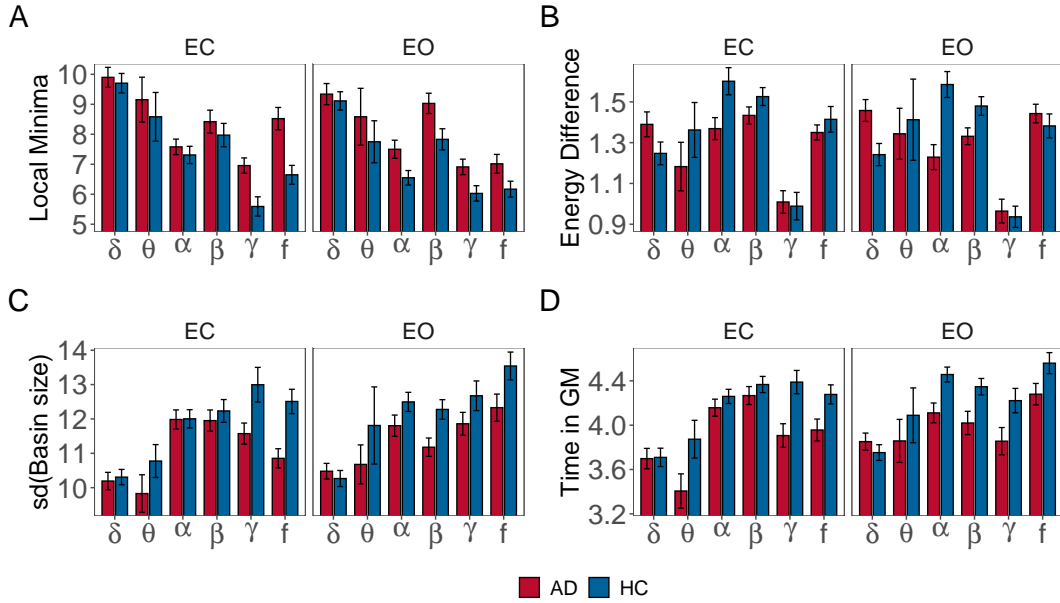 A
B
EC
EO
EC
EO
Local Minima
10
9
8
7
6
5
δ θ α β γ f
δ θ α β γ f
Energy Difference
1.5
1.3
1.1
0.9
δ θ α β γ f
δ θ α β γ f
C
D
EC
EO
EC
EO
sd(Basin size)
14
13
12
11
10
δ θ α β γ f
δ θ α β γ f
Time in GM
4.4
4.0
3.6
3.2
δ θ α β γ f
δ θ α β γ f
AD HC